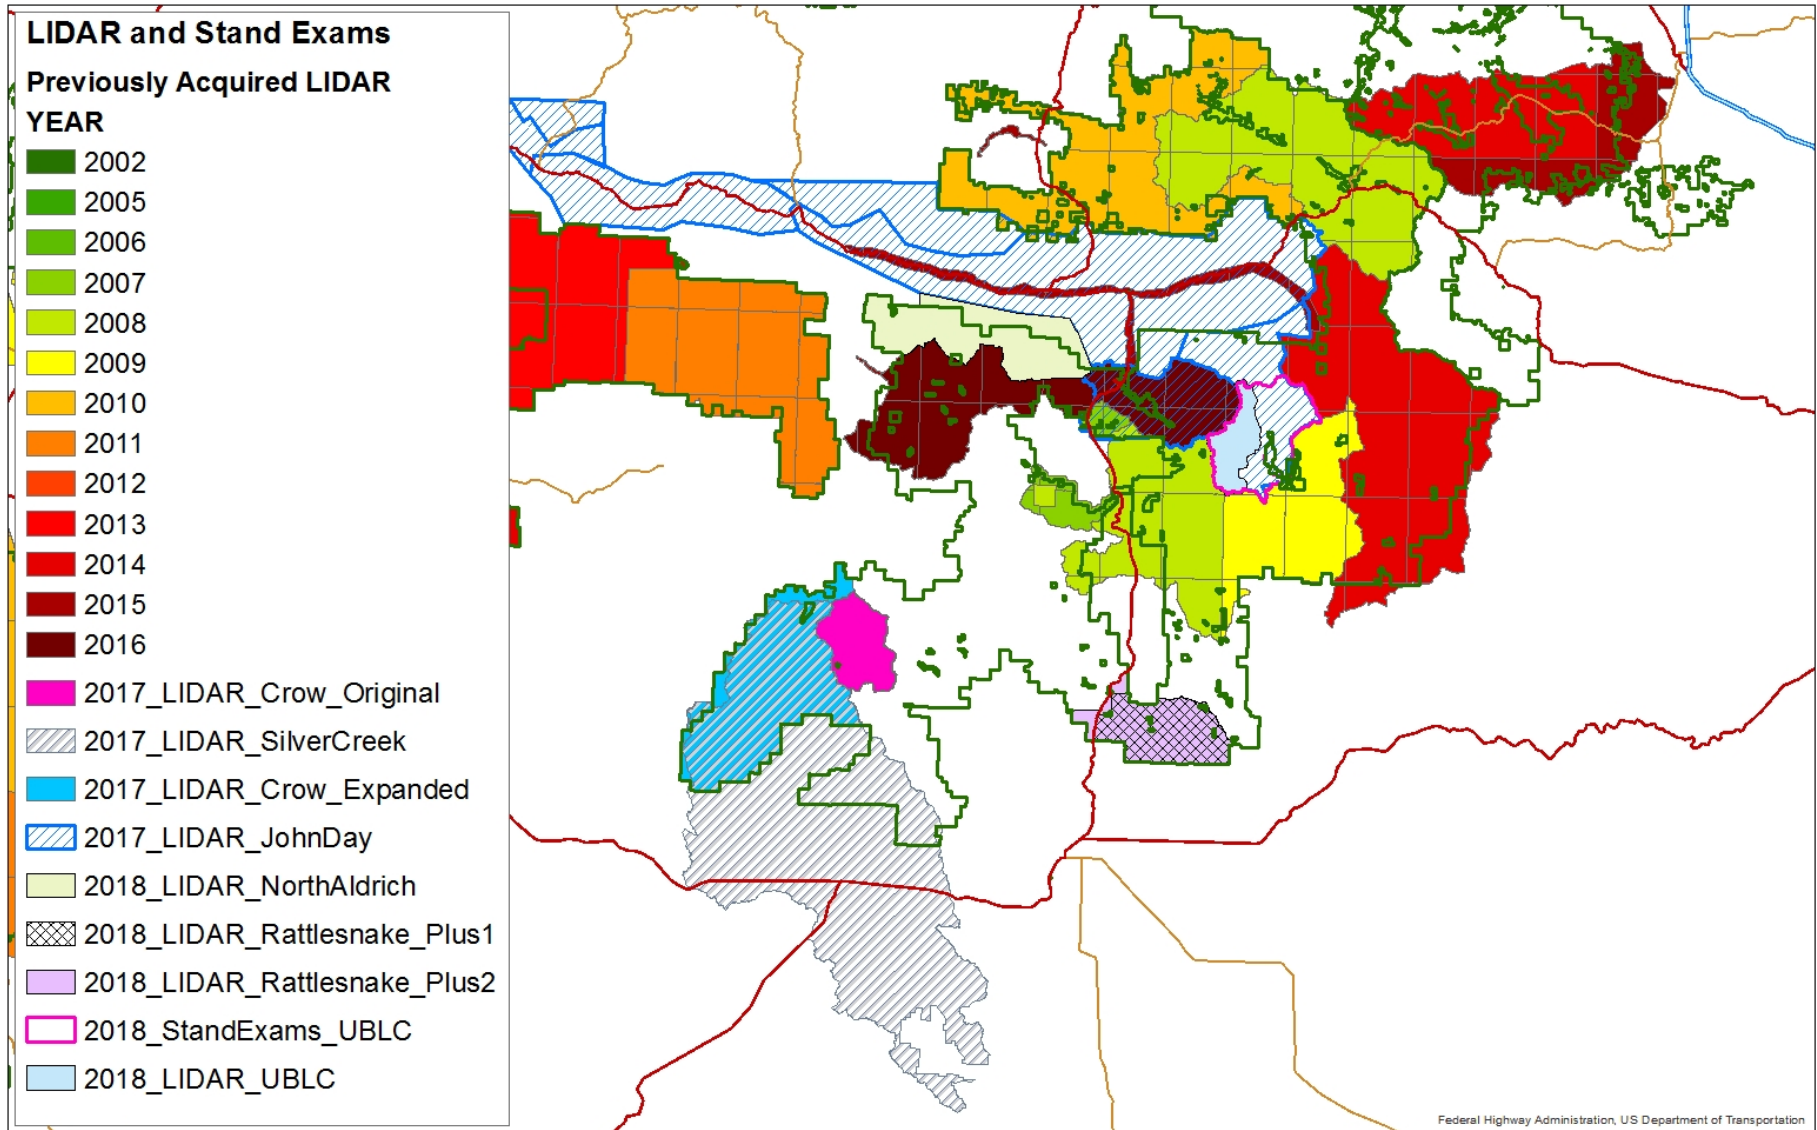 LIDAR and Stand Exams
Previously Acquired LIDAR
YEAR
2002
2005
2006
2007
2008
2009
2010
2011
2012
2013
2014
2015
2016
2017_LIDAR_Crow_Original
2017_LIDAR_SilverCreek
2017_LIDAR_Crow_Expanded
2017_LIDAR_JohnDay
2018_LIDAR_NorthAldrich
2018_LIDAR_Rattlesnake_Plus1
2018_LIDAR_Rattlesnake_Plus2
2018_StandExams_UBLC
2018_LIDAR_UBLC
Federal Highway Administration, US Department of Transportation